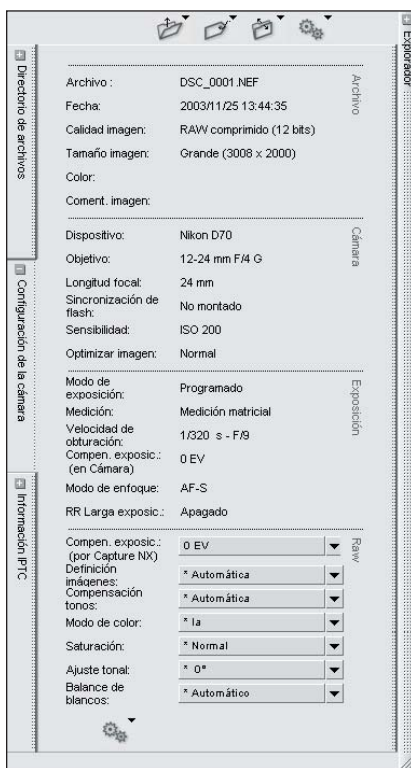 Explorador
Directorio de archivos
Archivo
Archivo : DSC_0001.NEF
Fecha: 2003/11/25 13:44:35
Calidad imagen: RAW comprimido (12 bits)
Tamaño imagen: Grande (3008 x 2000)
Color:
Coment. imagen:
Configuración de la cámara
Cámara
Dispositivo: Nikon D70
Objetivo: 12-24 mm F/4 G
Longitud focal: 24 mm
Sincronización de
flash: No montado
Sensibilidad: ISO 200
Optimizar imagen: Normal
Exposición
Modo de
exposición: Programado
Medición: Medición matricial
Velocidad de
obturación: 1/320 s - F/9
Compen. exposic.:
(en Cámara) 0 EV
Modo de enfoque: AF-S
RR Larga exposic.: Apagado
Información IPTC
Raw
Compen. exposic.:
(por Capture NX) 0 EV
Definición
imágenes: * Automática
Compensación
tonos: * Automática
Modo de color: * Ia
Saturación: * Normal
Ajuste tonal: * 0°
Balance de
blancos: * Automático